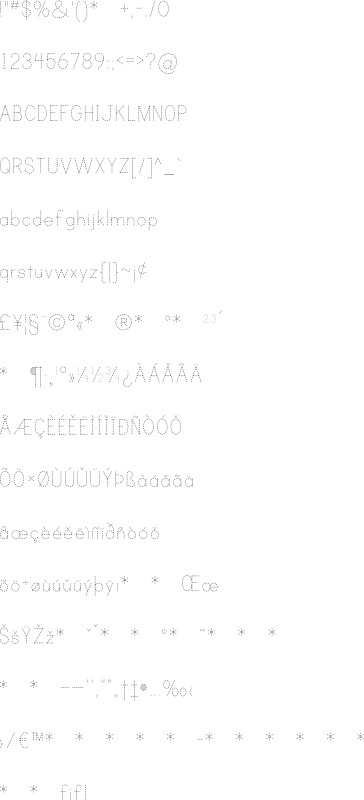 !"#$%&'()* +,-./0
123456789:;<=>?@
ABCDEFGHIJKLMNOP
QRSTUVWXYZ[/]^_`
abcdefghijklmnop
qrstuvwxyz{|}~¡¢
£¥¦§¨©ª«* ®* º* ²³´
* ¶·¸¹º»¼½¾¿ÀÁÂÃÄ
ÅÆÇÈÉÊËÌÍÎÏÐÑÒÓÔ
ÕÖ×ØÙÚÛÜÝÞßàáâãä
åæçèéêëìíîïðñòóô
õö÷øùúûüýþÿı* * Œœ
ŠšŸŽž* ˆˇ* * °* ˜* * *
* * –—‘’‚“”„†‡•…‰‹
›/€™* * * * * −* * * * * *
* * fifl